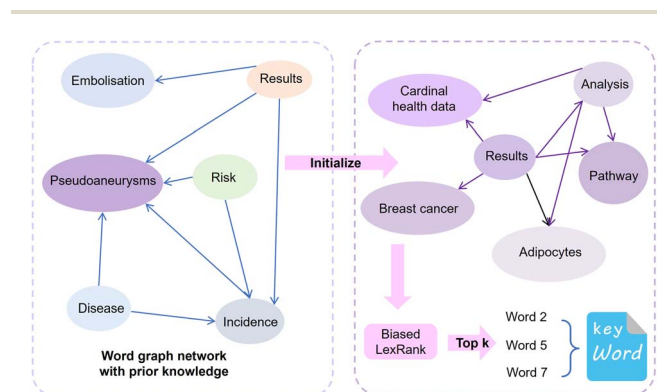 Embolisation
Results
Pseudoaneurysms
Risk
Disease
Incidence
Word graph network
with prior knowledge
Initialize
Cardinal
health data
Analysis
Results
Pathway
Breast cancer
Adipocytes
Biased
LexRank
Top k
Word 2
Word 5
Word 7
key
Word